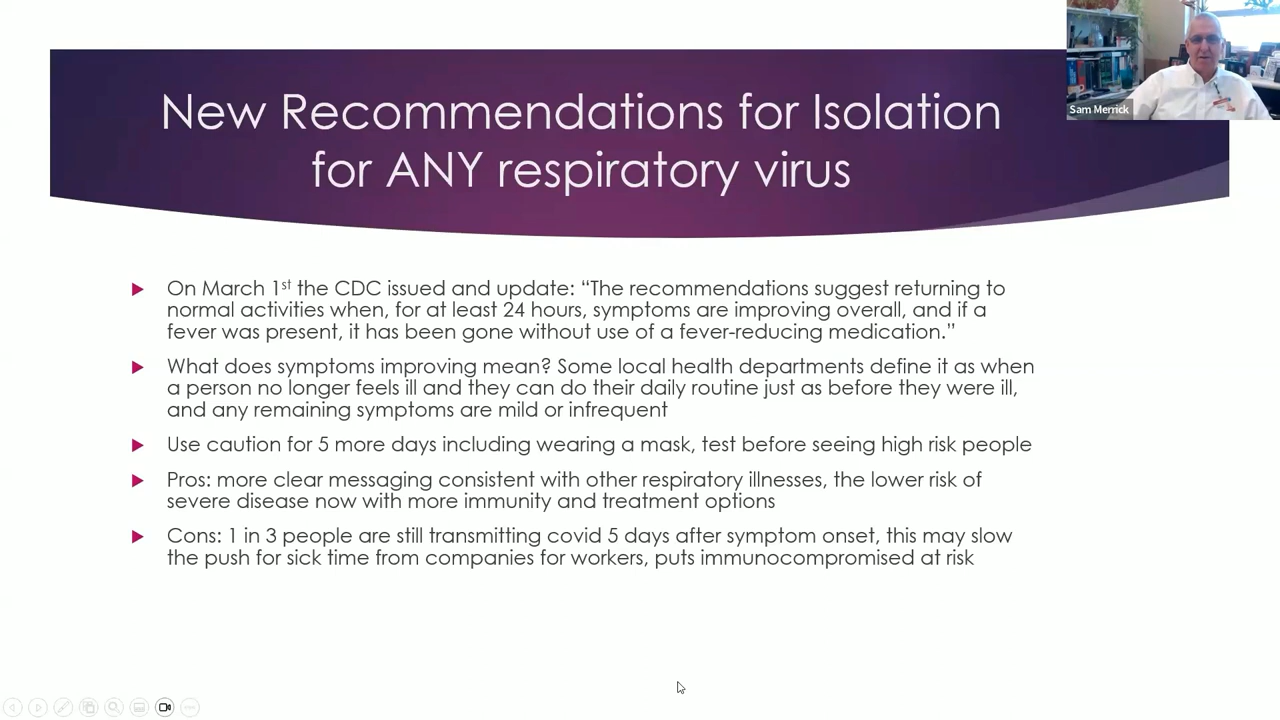 New Recommendations for Isolation
for ANY respiratory virus
Sam Merrick
On March 1st the CDC issued and update: “The recommendations suggest returning to
normal activities when, for at least 24 hours, symptoms are improving overall, and if a
fever was present, it has been gone without use of a fever-reducing medication.”
What does symptoms improving mean? Some local health departments define it as when
a person no longer feels ill and they can do their daily routine just as before they were ill,
and any remaining symptoms are mild or infrequent
Use caution for 5 more days including wearing a mask, test before seeing high risk people
Pros: more clear messaging consistent with other respiratory illnesses, the lower risk of
severe disease now with more immunity and treatment options
Cons: 1 in 3 people are still transmitting covid 5 days after symptom onset, this may slow
the push for sick time from companies for workers, puts immunocompromised at risk